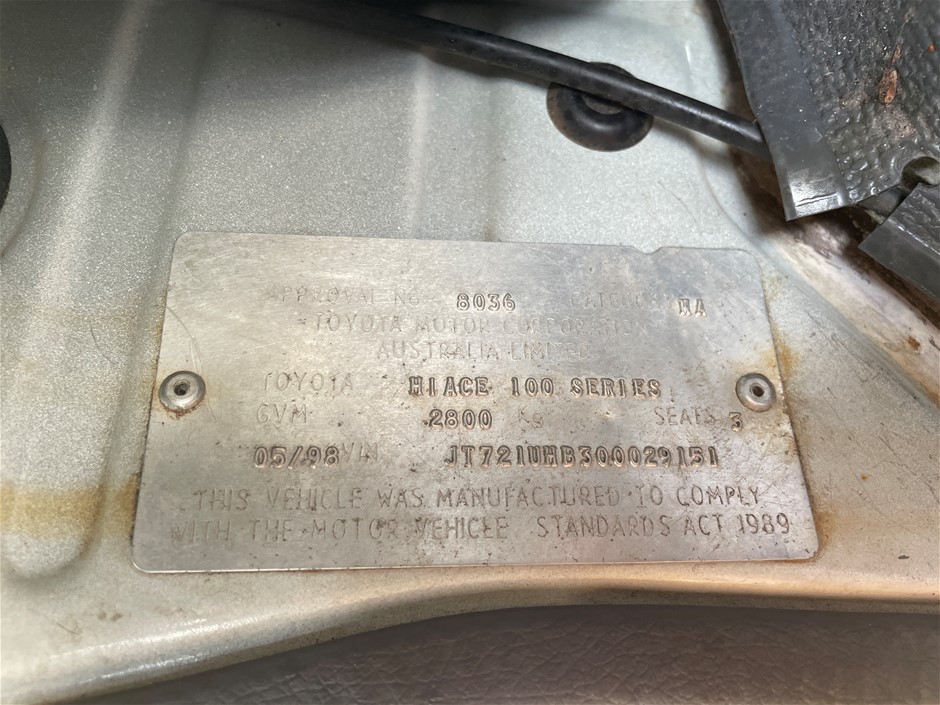 APPROVAL NO. 8036 CATEGORY NA
TOYOTA MOTOR CORPORATION
AUSTRALIA LIMITED
TOYOTA HIACE 100 SERIES
GVM 2800 kg SEATS 3
05/98 VIN JT721UHB300029151
THIS VEHICLE WAS MANUFACTURED TO COMPLY
WITH THE MOTOR VEHICLE STANDARDS ACT 1989